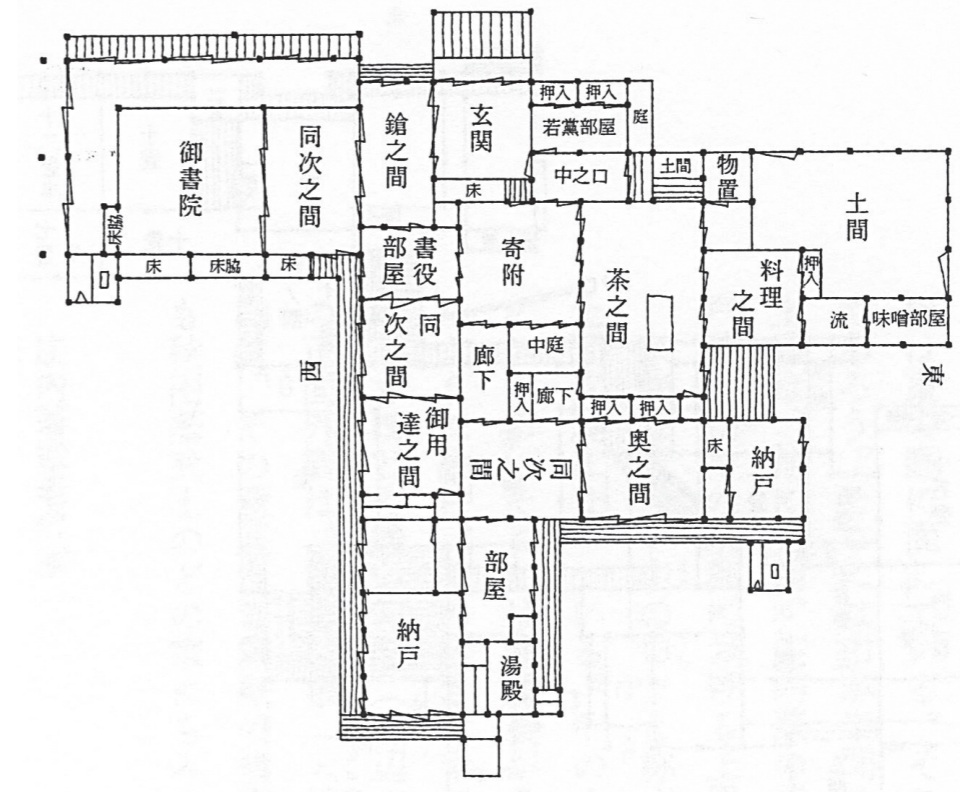 押入
押入
若黨部屋
庭
玄関
鎗之間
同次之間
御書院
床脇
床
床脇
床
床
中之口
土間
物置
土間
押入
料理之間
流
味噌部屋
東
茶之間
寄附
書役部屋
同次之間
西
中庭
廊下
押入
廊下
押入
押入
御用達之間
同次之間
奥之間
床
納戸
部屋
納戸
湯殿